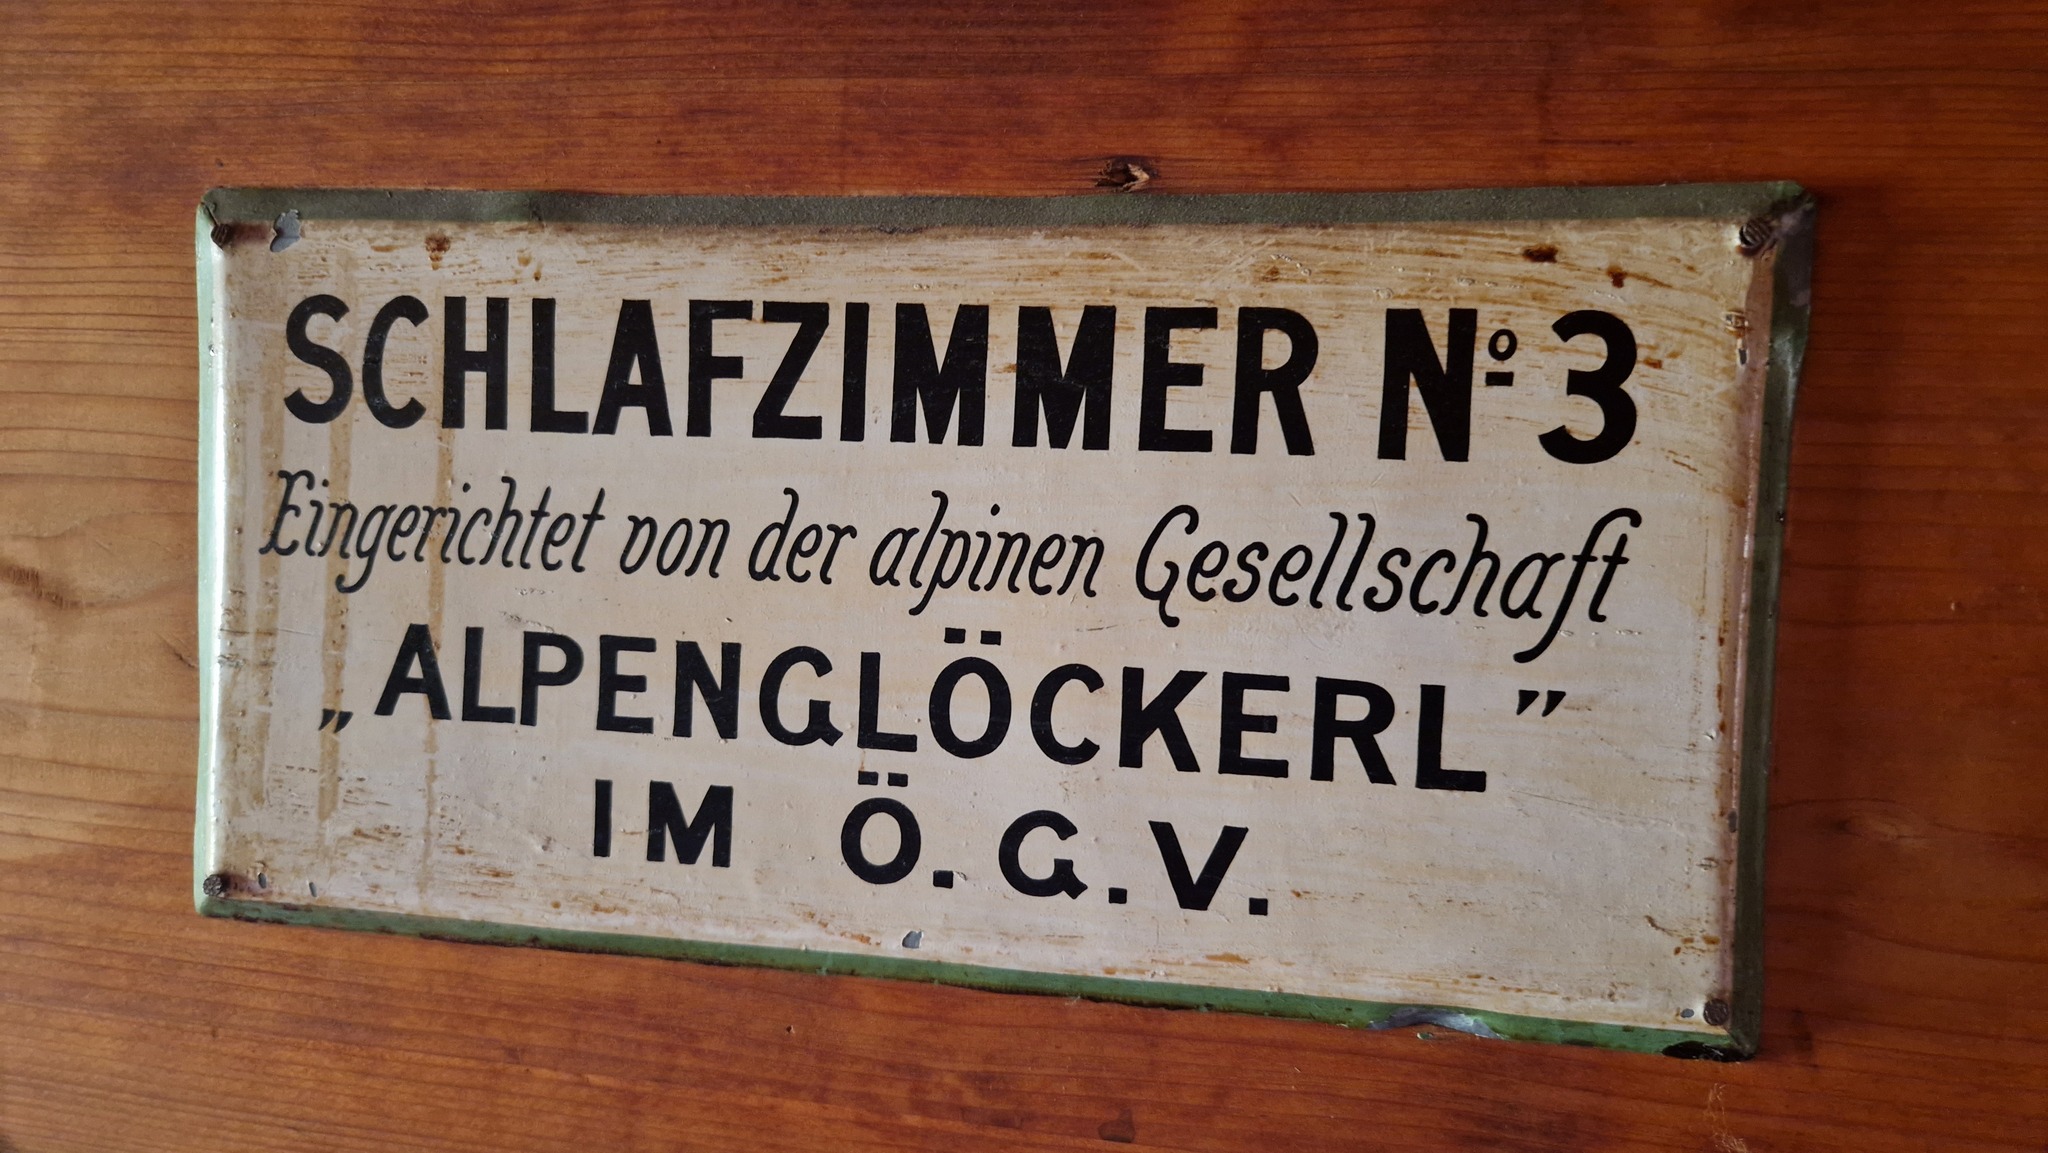 SCHLAFZIMMER Nº 3
Eingerichtet von der alpinen Gesellschaft
„ALPENGLÖCKERL”
IM Ö.G.V.